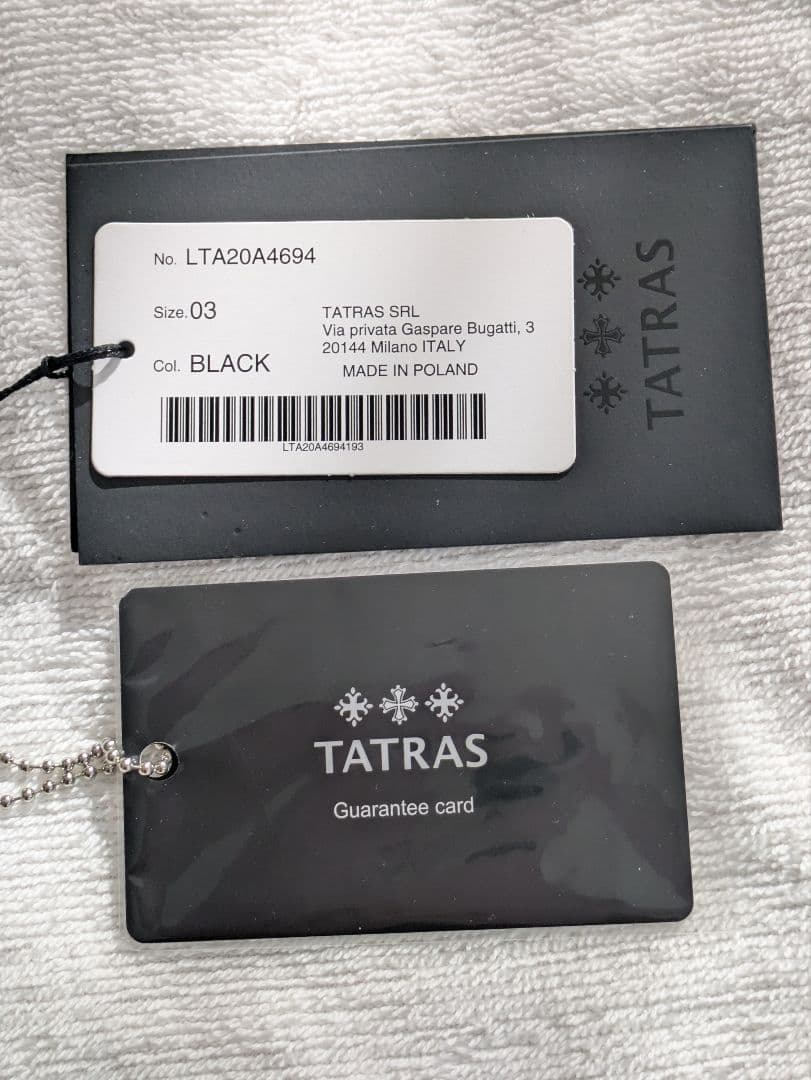 No. LTA20A4694
Size. 03
Col. BLACK
TATRAS SRL
Via privata Gaspare Bugatti, 3
20144 Milano ITALY
MADE IN POLAND
LTA20A4694193
TATRAS
TATRAS
Guarantee card